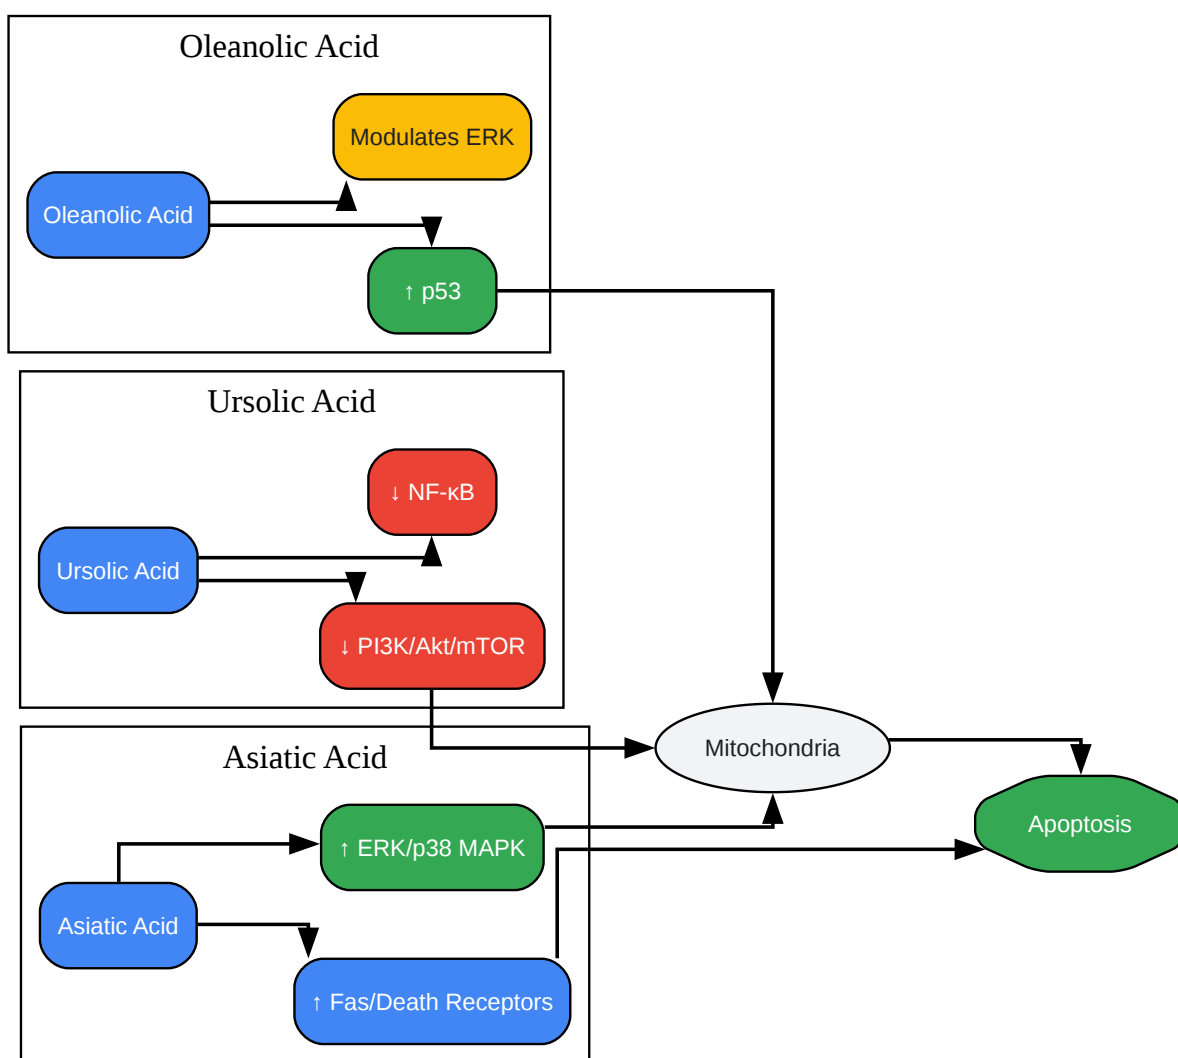 Oleanolic Acid
Modulates ERK
Oleanolic Acid
↑ p53
Ursolic Acid
↓ NF-κB
Ursolic Acid
↓ PI3K/Akt/mTOR
Asiatic Acid
Mitochondria
↑ ERK/p38 MAPK
Apoptosis
Asiatic Acid
↑ Fas/Death Receptors